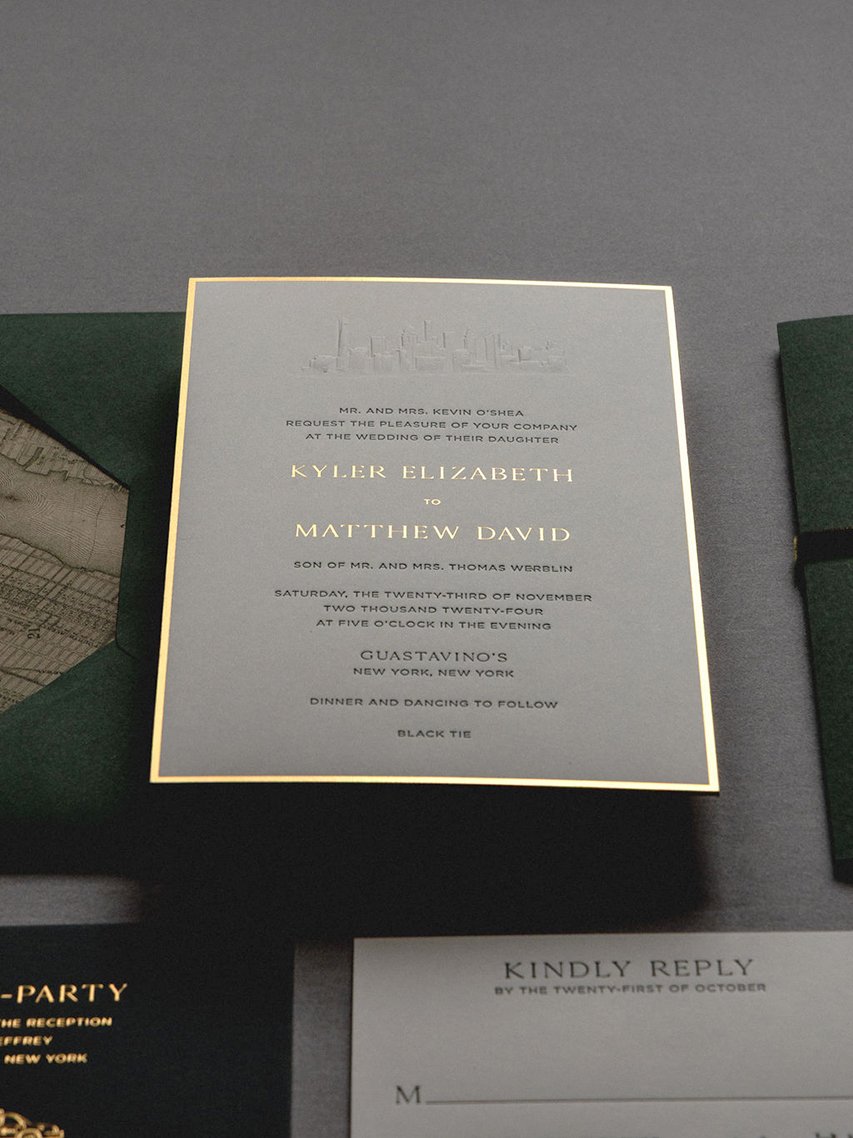 MR. AND MRS. KEVIN O'SHEA
REQUEST THE PLEASURE OF YOUR COMPANY
AT THE WEDDING OF THEIR DAUGHTER
KYLER ELIZABETH
TO
MATTHEW DAVID
SON OF MR. AND MRS. THOMAS WERBLIN
SATURDAY, THE TWENTY-THIRD OF NOVEMBER
TWO THOUSAND TWENTY-FOUR
AT FIVE O'CLOCK IN THE EVENING
GUASTAVINO'S
NEW YORK, NEW YORK
DINNER AND DANCING TO FOLLOW
BLACK TIE
-PARTY
THE RECEPTION
EFFREY
NEW YORK
KINDLY REPLY
BY THE TWENTY-FIRST OF OCTOBER
M